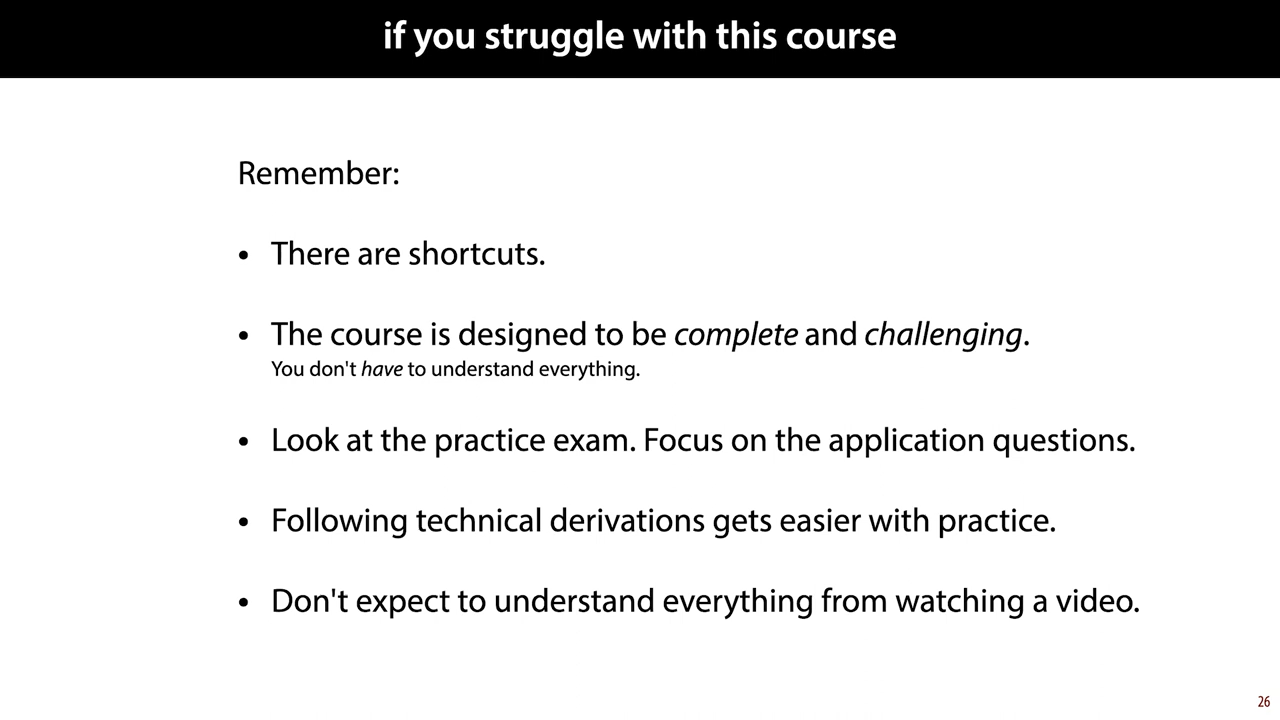 if you struggle with this course
Remember:
• There are shortcuts.
• The course is designed to be complete and challenging.
You don't have to understand everything.
• Look at the practice exam. Focus on the application questions.
• Following technical derivations gets easier with practice.
• Don't expect to understand everything from watching a video.
26